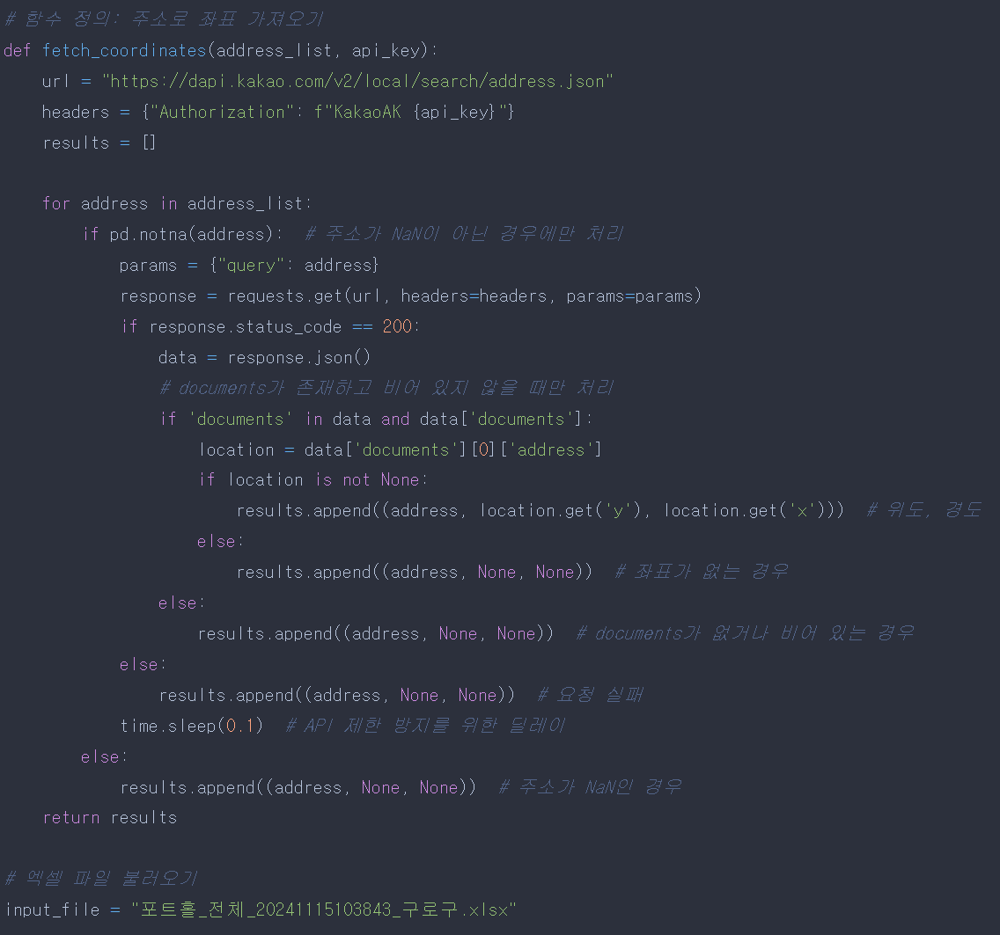 # 함수 정의: 주소로 좌표 가져오기
def fetch_coordinates(address_list, api_key):
    url = "https://dapi.kakao.com/v2/local/search/address.json"
    headers = {"Authorization": f"KakaoAK {api_key}"}
    results = []

    for address in address_list:
        if pd.notna(address):  # 주소가 NaN이 아닌 경우에만 처리
            params = {"query": address}
            response = requests.get(url, headers=headers, params=params)
            if response.status_code == 200:
                data = response.json()
                # documents가 존재하고 비어 있지 않을 때만 처리
                if 'documents' in data and data['documents']:
                    location = data['documents'][0]['address']
                    if location is not None:
                        results.append((address, location.get('y'), location.get('x')))  # 위도, 경도
                    else:
                        results.append((address, None, None))  # 좌표가 없는 경우
                else:
                    results.append((address, None, None))  # documents가 없거나 비어 있는 경우
            else:
                results.append((address, None, None))  # 요청 실패
            time.sleep(0.1)  # API 제한 방지를 위한 딜레이
        else:
            results.append((address, None, None))  # 주소가 NaN인 경우
    return results

# 엑셀 파일 불러오기
input_file = "포트홀_전체_20241115103843_구로구.xlsx"